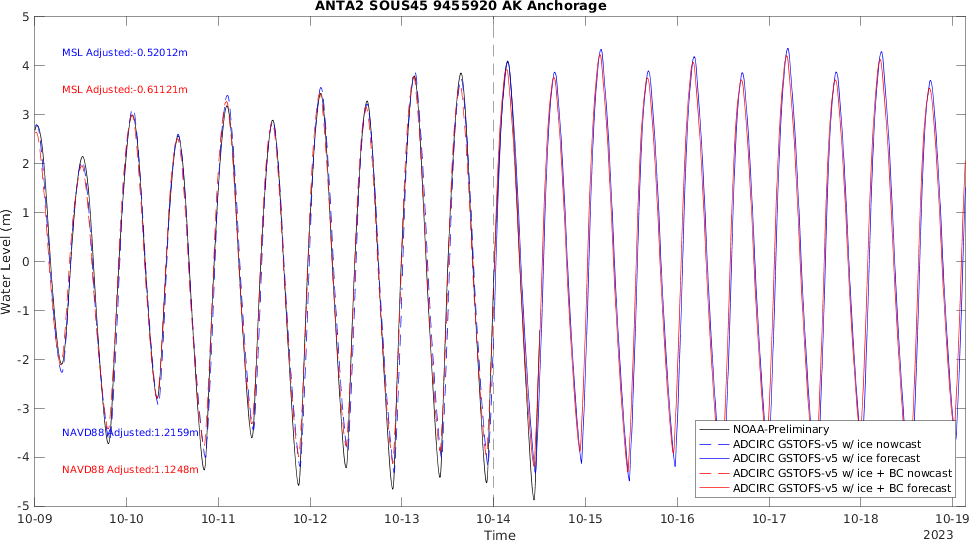 ANTA2 SOUS45 9455920 AK Anchorage
5
4
3
2
1
0
-1
-2
-3
-4
-5
Water Level (m)
MSL Adjusted:-0.52012m
MSL Adjusted:-0.61121m
NAVD88 Adjusted:1.2159m
NAVD88 Adjusted:1.1248m
NOAA-Preliminary
ADCIRC GSTOFS-v5 w/ ice nowcast
ADCIRC GSTOFS-v5 w/ ice forecast
ADCIRC GSTOFS-v5 w/ ice + BC nowcast
ADCIRC GSTOFS-v5 w/ ice + BC forecast
10-09 10-10 10-11 10-12 10-13 10-14 10-15 10-16 10-17 10-18 10-19
Time
2023